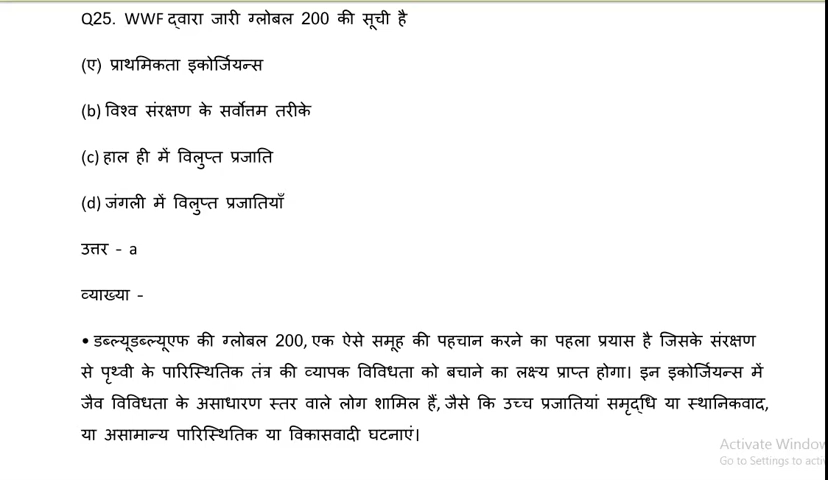 Q25. WWF द्वारा जारी ग्लोबल 200 की सूची है
(ए) प्राथमिकता इकोर्जियन्स
(b) विश्व संरक्षण के सर्वोत्तम तरीके
(c) हाल ही में विलुप्त प्रजाति
(d) जंगली में विलुप्त प्रजातियाँ
उत्तर - a
व्याख्या -
• डब्ल्यूडब्ल्यूएफ की ग्लोबल 200, एक ऐसे समूह की पहचान करने का पहला प्रयास है जिसके संरक्षण
से पृथ्वी के पारिस्थितिक तंत्र की व्यापक विविधता को बचाने का लक्ष्य प्राप्त होगा। इन इकोर्जियन्स में
जैव विविधता के असाधारण स्तर वाले लोग शामिल हैं, जैसे कि उच्च प्रजातियां समृद्धि या स्थानिकवाद,
या असामान्य पारिस्थितिक या विकासवादी घटनाएं।
Activate Window
Go to Settings to acti